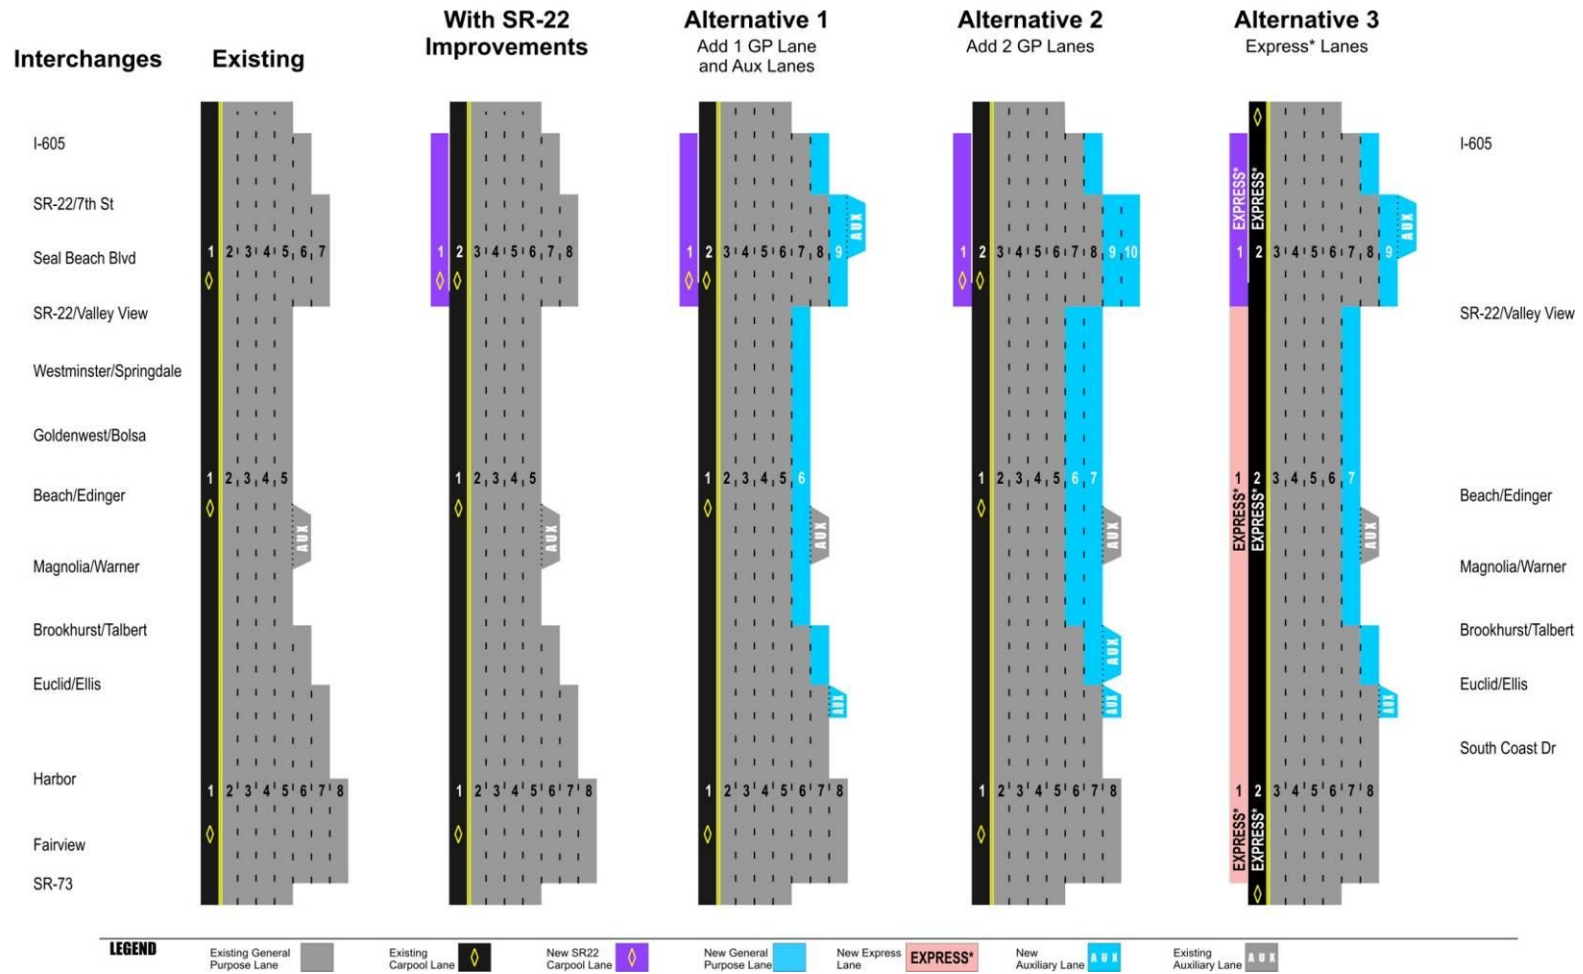 With SR-22
Improvements
Alternative 1
Add 1 GP Lane
and Aux Lanes
Alternative 2
Add 2 GP Lanes
Alternative 3
Express* Lanes
Interchanges
Existing
I-605
I-605
SR-22/7th St
EXPRESS*
EXPRESS*
AUX
AUX
Seal Beach Blvd
1 2 3 4 5 6 7
1 2 3 4 5 6 7 8
1 2 3 4 5 6 7 8 9
1 2 3 4 5 6 7 8 9 10
1 2 3 4 5 6 7 8 9
SR-22/Valley View
SR-22/Valley View
Westminster/Springdale
Goldenwest/Bolsa
1 2 3 4 5
1 2 3 4 5
1 2 3 4 5 6
1 2 3 4 5 6 7
1 2 3 4 5 6 7
Beach/Edinger
Beach/Edinger
EXPRESS*
EXPRESS*
AUX
AUX
AUX
AUX
AUX
Magnolia/Warner
Magnolia/Warner
Brookhurst/Talbert
Brookhurst/Talbert
AUX
Euclid/Ellis
Euclid/Ellis
AUX
AUX
AUX
South Coast Dr
Harbor
1 2 3 4 5 6 7 8
1 2 3 4 5 6 7 8
1 2 3 4 5 6 7 8
1 2 3 4 5 6 7 8
1 2 3 4 5 6 7 8
EXPRESS*
EXPRESS*
Fairview
SR-73
LEGEND
Existing General
Purpose Lane
Existing
Carpool Lane
New SR22
Carpool Lane
New General
Purpose Lane
New Express
Lane
EXPRESS*
New
Auxiliary Lane
AUX
Existing
Auxiliary Lane
AUX